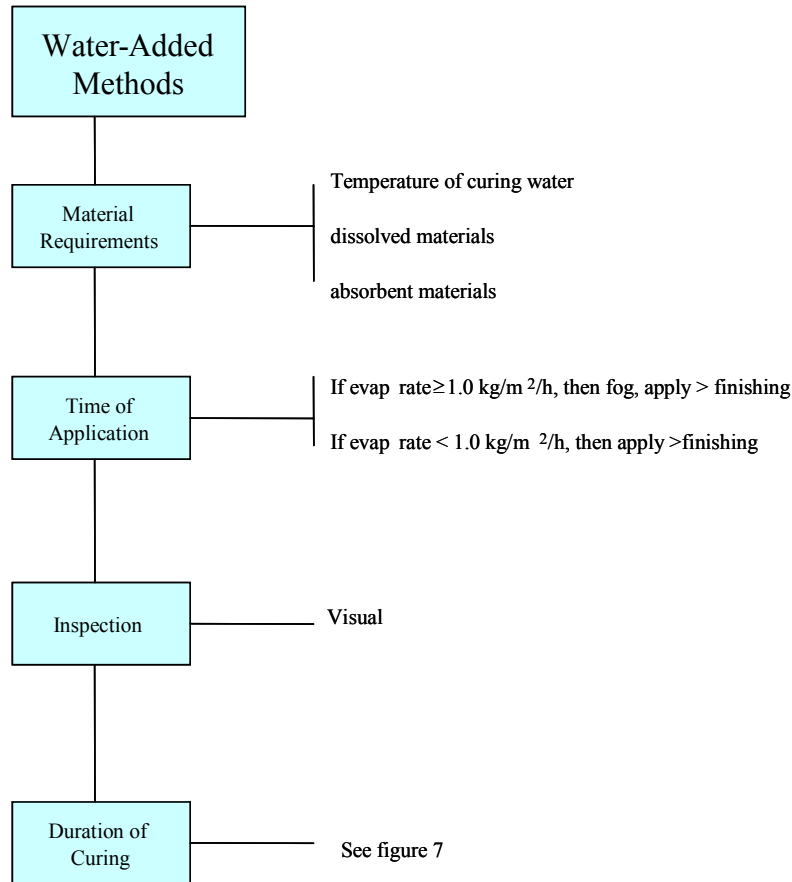 Water-Added
Methods
Material
Requirements
Temperature of curing water
dissolved materials
absorbent materials
Time of
Application
If evap rate≥1.0 kg/m 2/h, then fog, apply > finishing
If evap rate < 1.0 kg/m 2/h, then apply >finishing
Inspection
Visual
Duration of
Curing
See figure 7